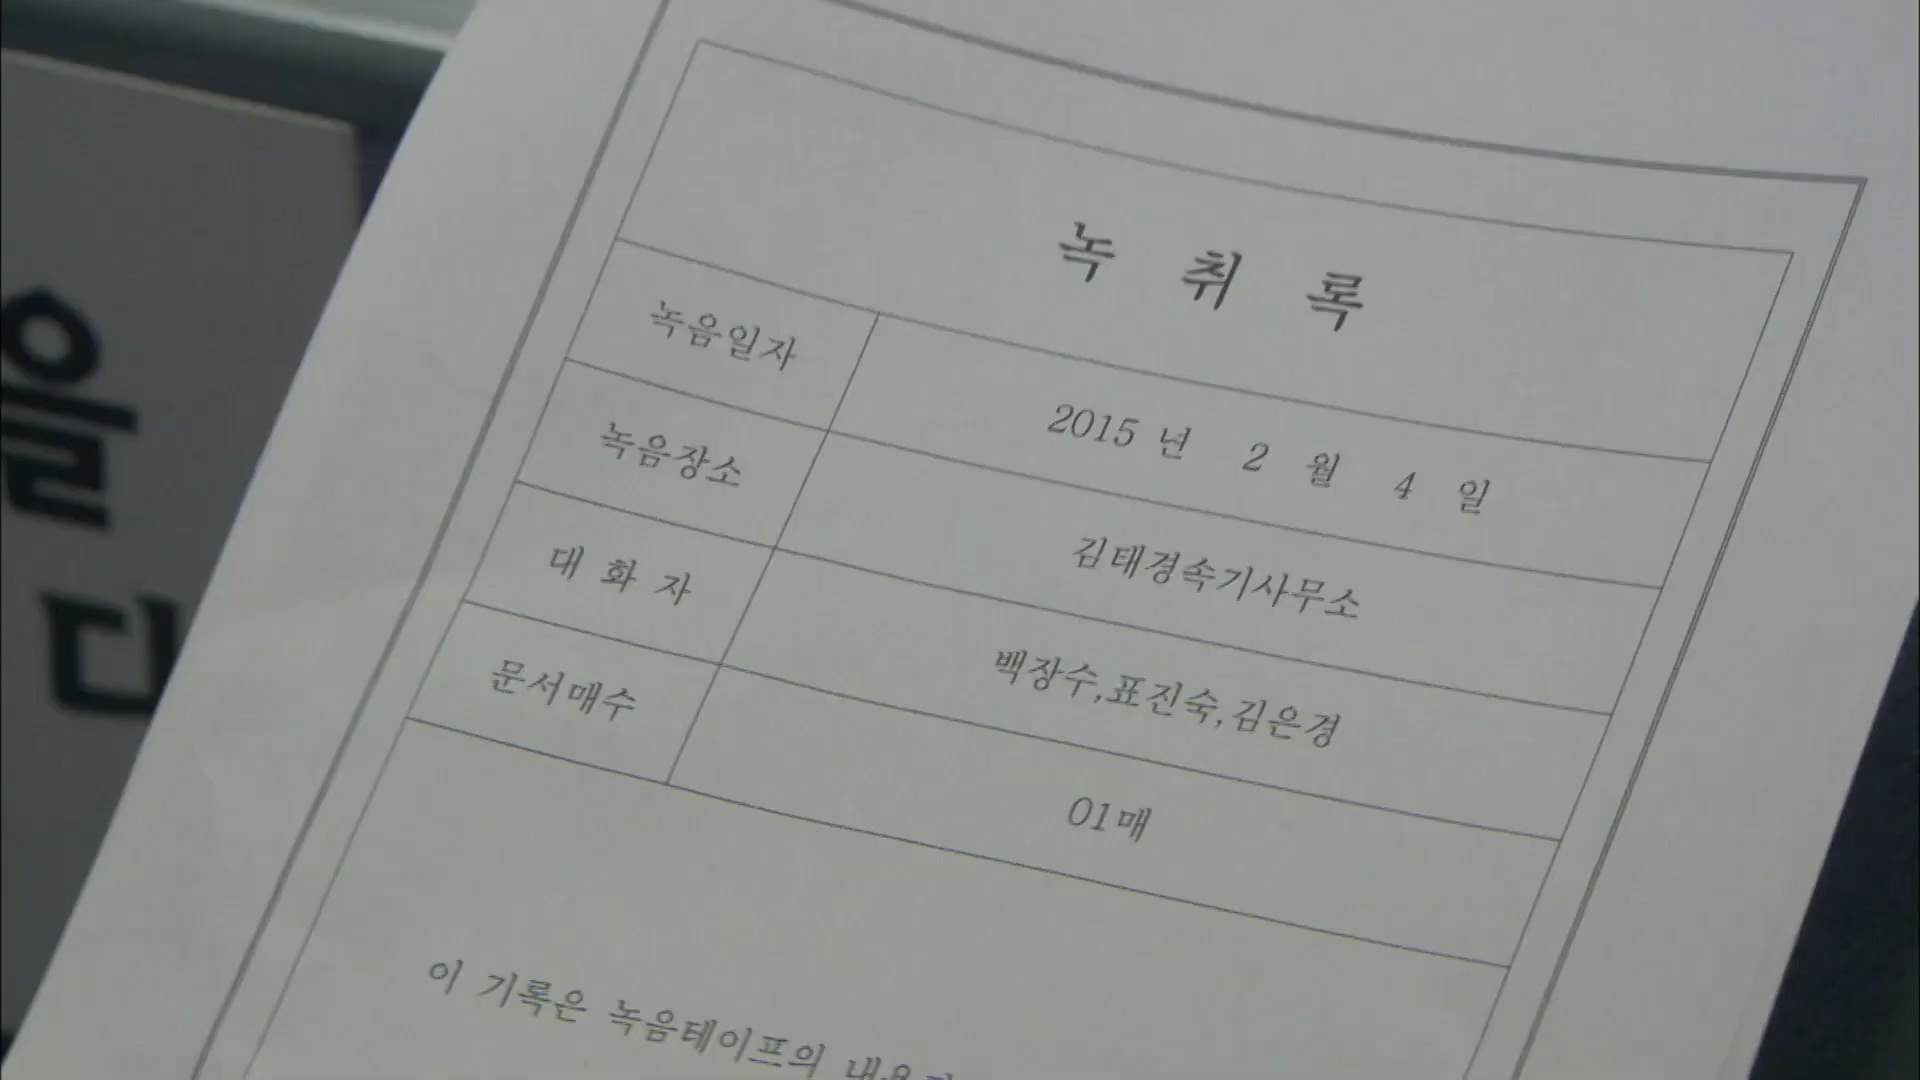 녹 취 록
녹음일자 2015 년 2 월 4 일
녹음장소 김태경속기사무소
대 화 자 백장수,표진숙,김은경
문서매수 01매
이 기록은 녹음테이프의
을
다